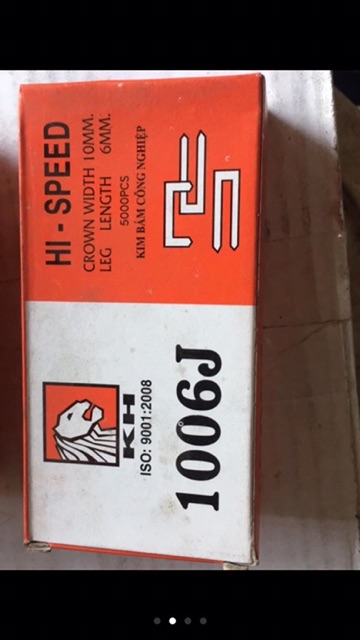 HI - SPEED
CROWN WIDTH 10MM.
LEG LENGTH 6MM.
5000PCS
KIM BẤM CÔNG NGHIỆP
KH
ISO: 9001:2008
1006J